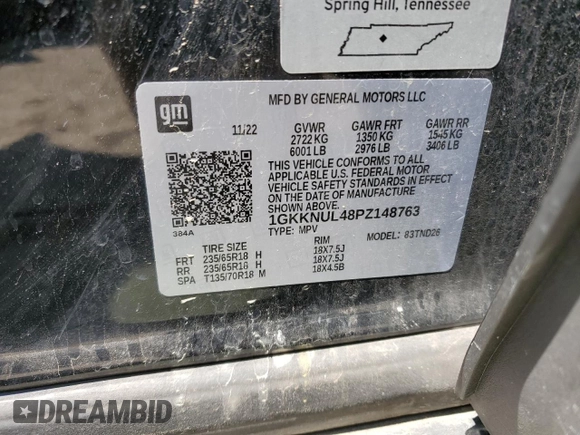 Spring Hill, Tennessee
gm
MFD BY GENERAL MOTORS LLC
11/22 GVWR GAWR FRT GAWR RR
2722 KG 1350 KG 1545 KG
6001 LB 2976 LB 3406 LB
THIS VEHICLE CONFORMS TO ALL
APPLICABLE U.S. FEDERAL MOTOR
VEHICLE SAFETY STANDARDS IN EFFECT
ON THE DATE OF MANUFACTURE
SHOWN ABOVE.
1GKKNUL48PZ148763
TYPE: MPV MODEL: 83TND26
384A
TIRE SIZE RIM
FRT 235/65R18 H 18X7.5J
RR 235/65R18 H 18X7.5J
SPA T135/70R18 M 18X4.5B
DREAMBID